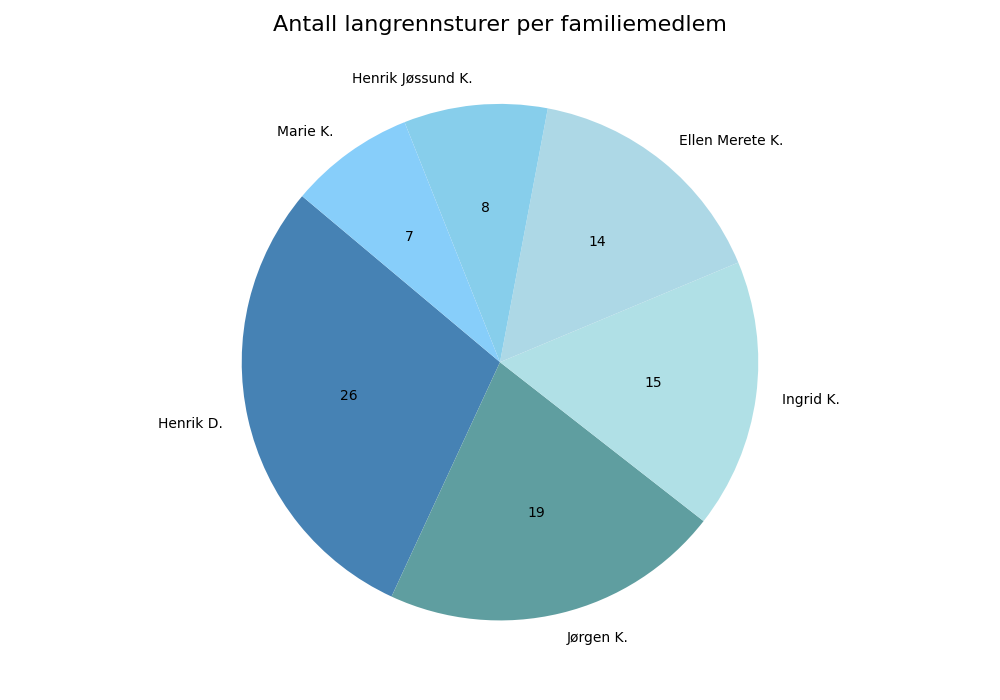 Antall langrennsturer per familiemedlem
Henrik Jøssund K.
Marie K.
Ellen Merete K.
8
7
14
15
26
Ingrid K.
Henrik D.
19
Jørgen K.